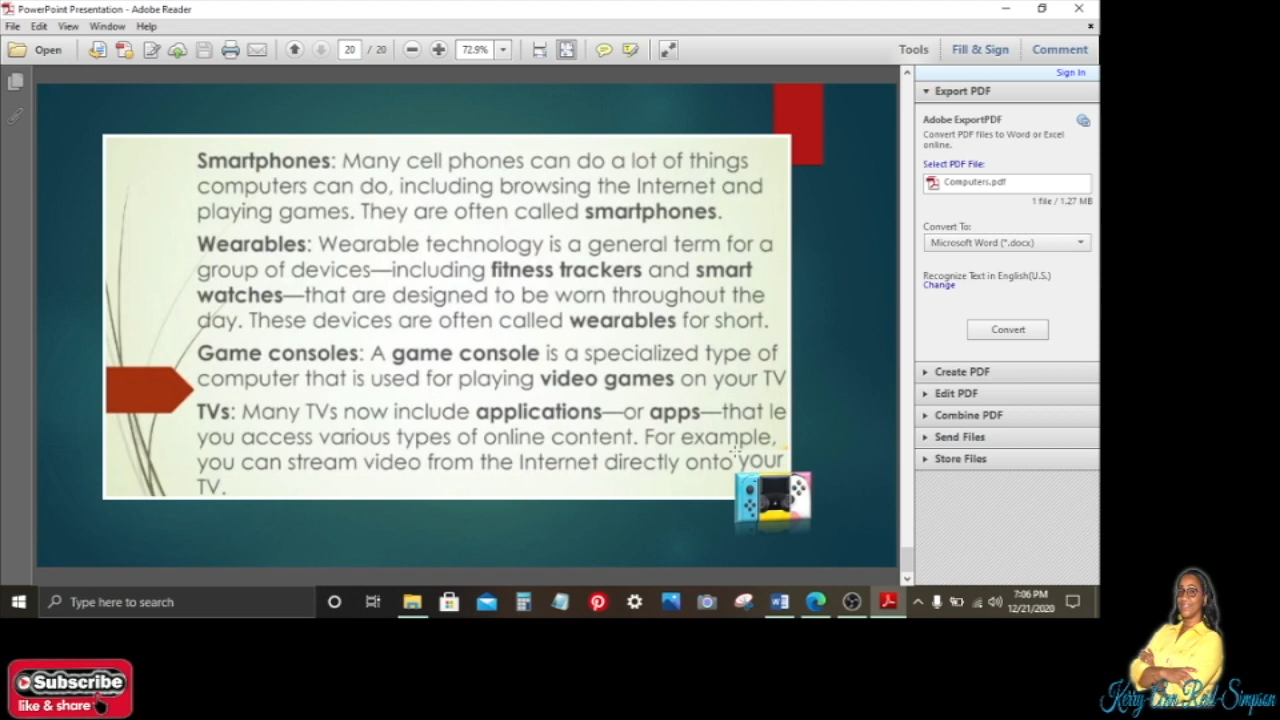 PowerPoint Presentation - Adobe Reader
File Edit View Window Help
Open 20 / 20 72.9% Tools Fill & Sign Comment
Sign In
Export PDF
Adobe ExportPDF
Convert PDF files to Word or Excel
online.
Select PDF File:
Computers.pdf
1 file / 1.27 MB
Convert To:
Microsoft Word (*.docx)
Recognize Text in English(U.S.)
Change
Convert
Create PDF
Edit PDF
Combine PDF
Send Files
Store Files
Smartphones: Many cell phones can do a lot of things
computers can do, including browsing the Internet and
playing games. They are often called smartphones.
Wearables: Wearable technology is a general term for a
group of devices—including fitness trackers and smart
watches—that are designed to be worn throughout the
day. These devices are often called wearables for short.
Game consoles: A game console is a specialized type of
computer that is used for playing video games on your TV
TVs: Many TVs now include applications—or apps—that le
you access various types of online content. For example,
you can stream video from the Internet directly onto your
TV.
Type here to search
7:06 PM
12/21/2020
Subscribe
like & share
Kerry-Ann Reid-Simpson